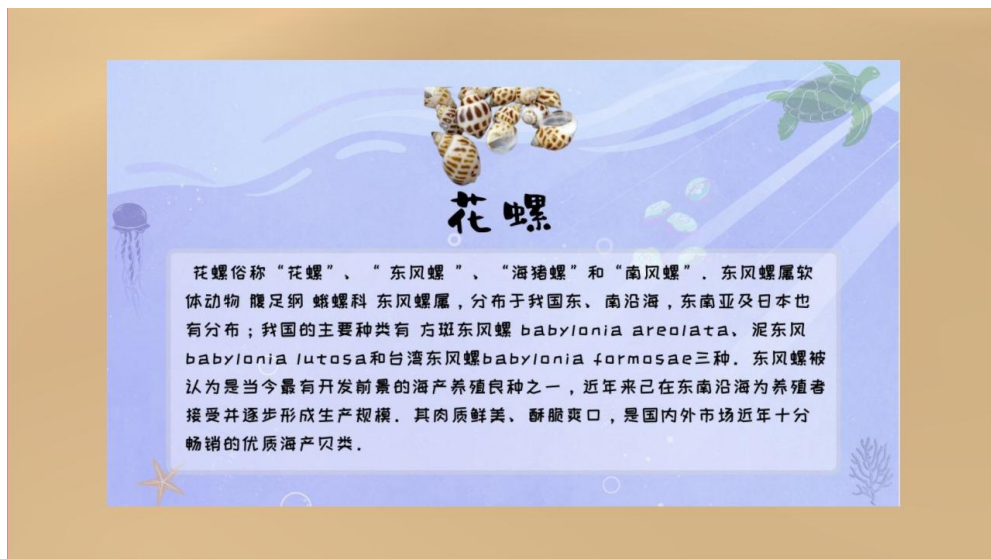 花螺
花螺俗称“花螺”、“ 东风螺 ”、“海猪螺”和“南风螺”. 东风螺属软
体动物 腹足纲 蛾螺科 东风螺属,分布于我国东、南沿海,东南亚及日本也
有分布;我国的主要种类有 方斑东风螺 babylonia areolata、泥东风
babylonia lutosa和台湾东风螺babylonia formosae三种. 东风螺被
认为是当今最有开发前景的海产养殖良种之一,近年来已在东南沿海为养殖者
接受并逐步形成生产规模. 其肉质鲜美、酥脆爽口,是国内外市场近年十分
畅销的优质海产贝类.